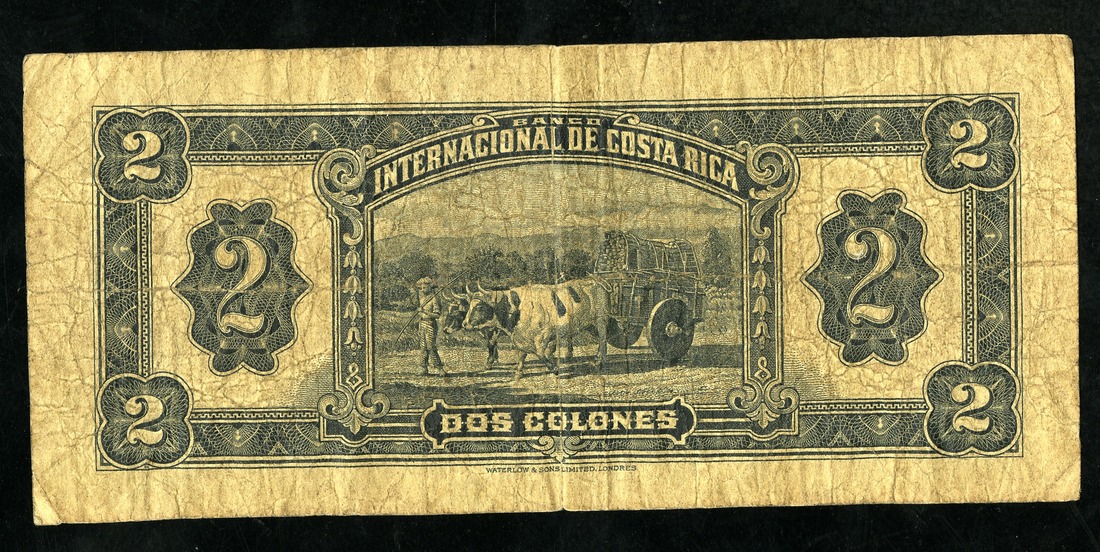 2 2
BANCO
INTERNACIONAL DE COSTA RICA
2 2
2 2
DOS COLONES
WATERLOW & SONS LIMITED, LONDRES